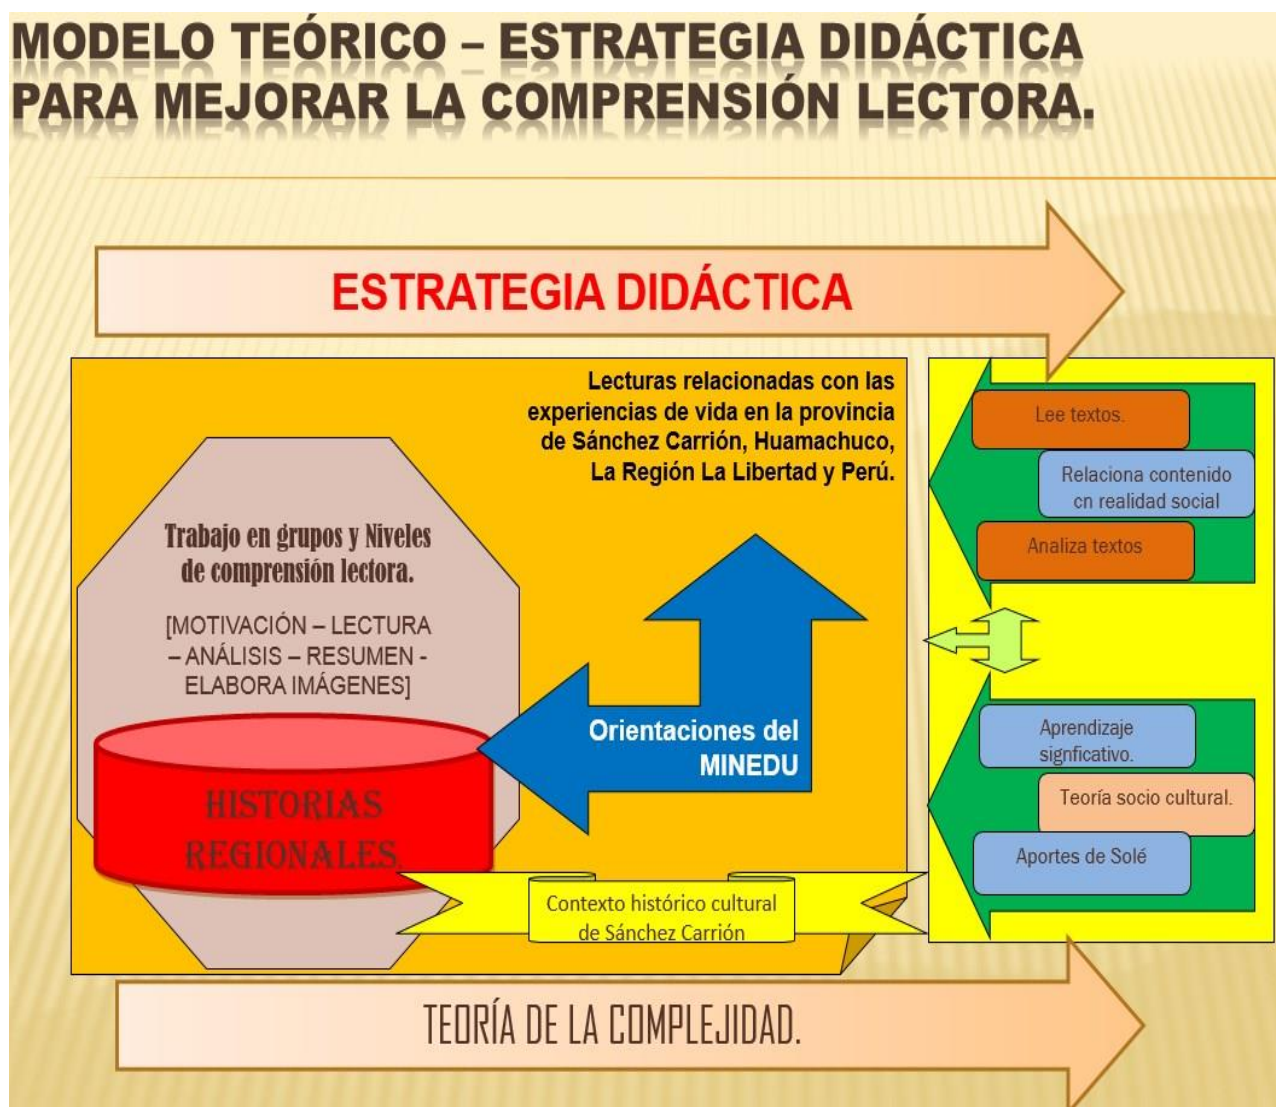 MODELO TEÓRICO – ESTRATEGIA DIDÁCTICA
PARA MEJORAR LA COMPRENSIÓN LECTORA.
ESTRATEGIA DIDÁCTICA
Lecturas relacionadas con las
experiencias de vida en la provincia
de Sánchez Carrión, Huamachuco,
La Región La Libertad y Perú.
Trabajo en grupos y Niveles
de comprensión lectora.
[MOTIVACIÓN – LECTURA
– ANÁLISIS – RESUMEN -
ELABORA IMÁGENES]
Orientaciones del
MINEDU
HISTORIAS
REGIONALES.
Contexto histórico cultural
de Sánchez Carrión
Lee textos.
Relaciona contenido
cn realidad social
Analiza textos
Aprendizaje
signficativo.
Teoría socio cultural.
Aportes de Solé
TEORÍA DE LA COMPLEJIDAD.